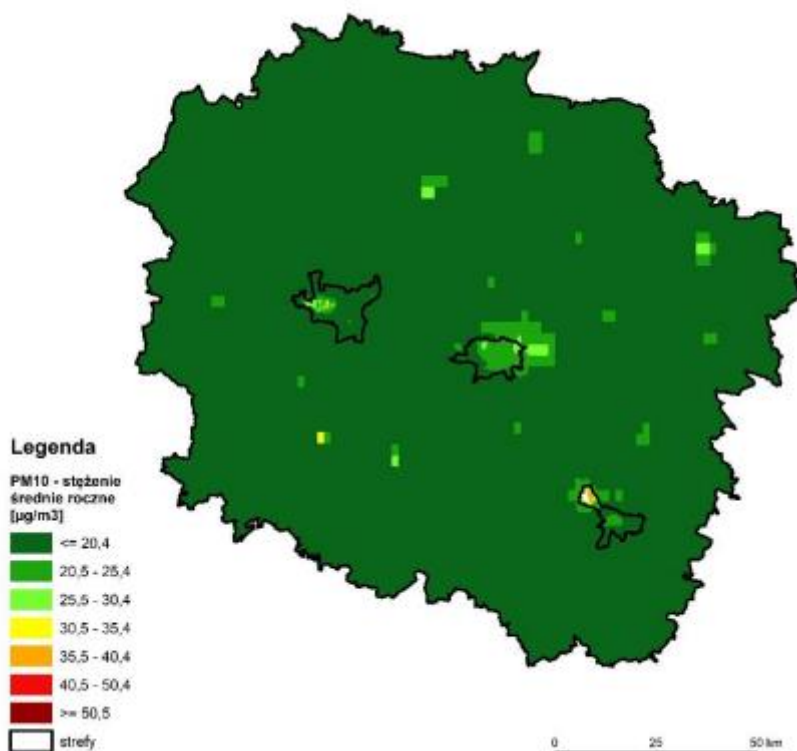 Legenda
PM10 - stężenie
średnie roczne
[µg/m3]
<= 20,4
20,5 - 25,4
25,5 - 30,4
30,5 - 35,4
35,5 - 40,4
40,5 - 50,4
>= 50,5
strefy
0 25 50 km